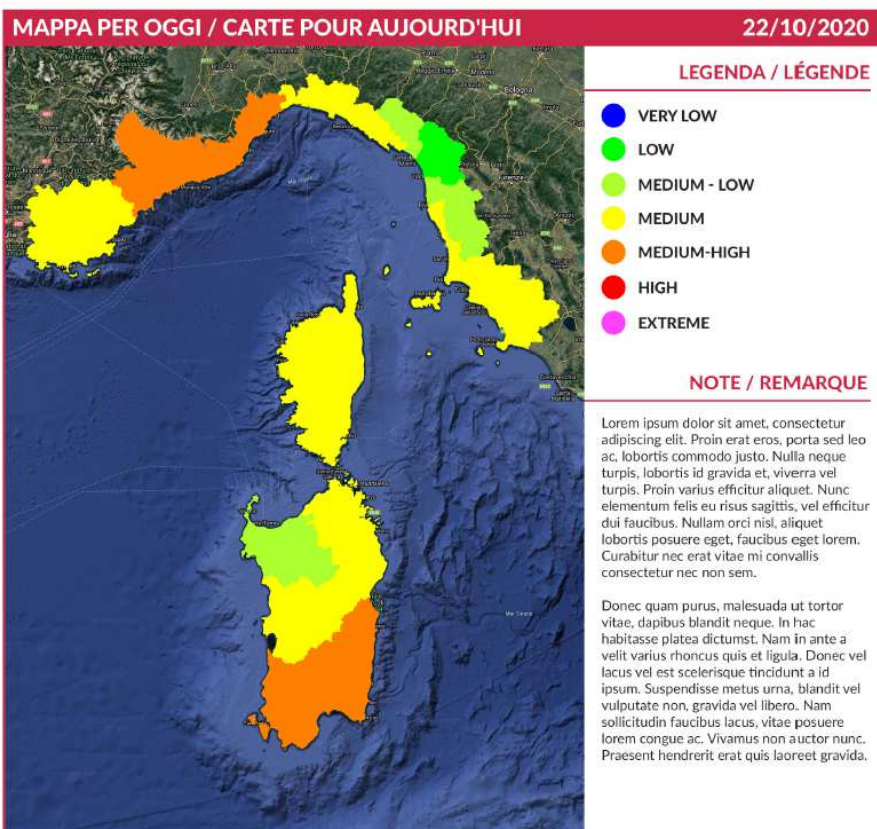 MAPPA PER OGGI / CARTE POUR AUJOURD'HUI
22/10/2020
LEGENDA / LÉGENDE
VERY LOW
LOW
MEDIUM - LOW
MEDIUM
MEDIUM-HIGH
HIGH
EXTREME
NOTE / REMARQUE
Lorem ipsum dolor sit amet, consectetur
adipiscing elit. Proin erat eros, porta sed leo
ac, lobortis commodo justo. Nulla neque
turpis, lobortis id gravida et, viverra vel
turpis. Proin varius efficitur aliquet. Nunc
elementum felis eu risus sagittis, vel efficitur
dui faucibus. Nullam orci nisl, aliquet
lobortis posuere eget, faucibus eget lorem.
Curabitur nec erat vitae mi convallis
consectetur nec non sem.
Donec quam purus, malesuada ut tortor
vitae, dapibus blandit neque. In hac
habitasse platea dictumst. Nam in ante a
velit varius rhoncus quis et ligula. Donec vel
lacus vel est scelerisque tincidunt a id
ipsum. Suspendisse metus urna, blandit vel
vulputate non, gravida vel libero. Nam
sollicitudin faucibus lacus, vitae posuere
lorem congue ac. Vivamus non auctor nunc.
Praesent hendrerit erat quis laoreet gravida.
Bologna